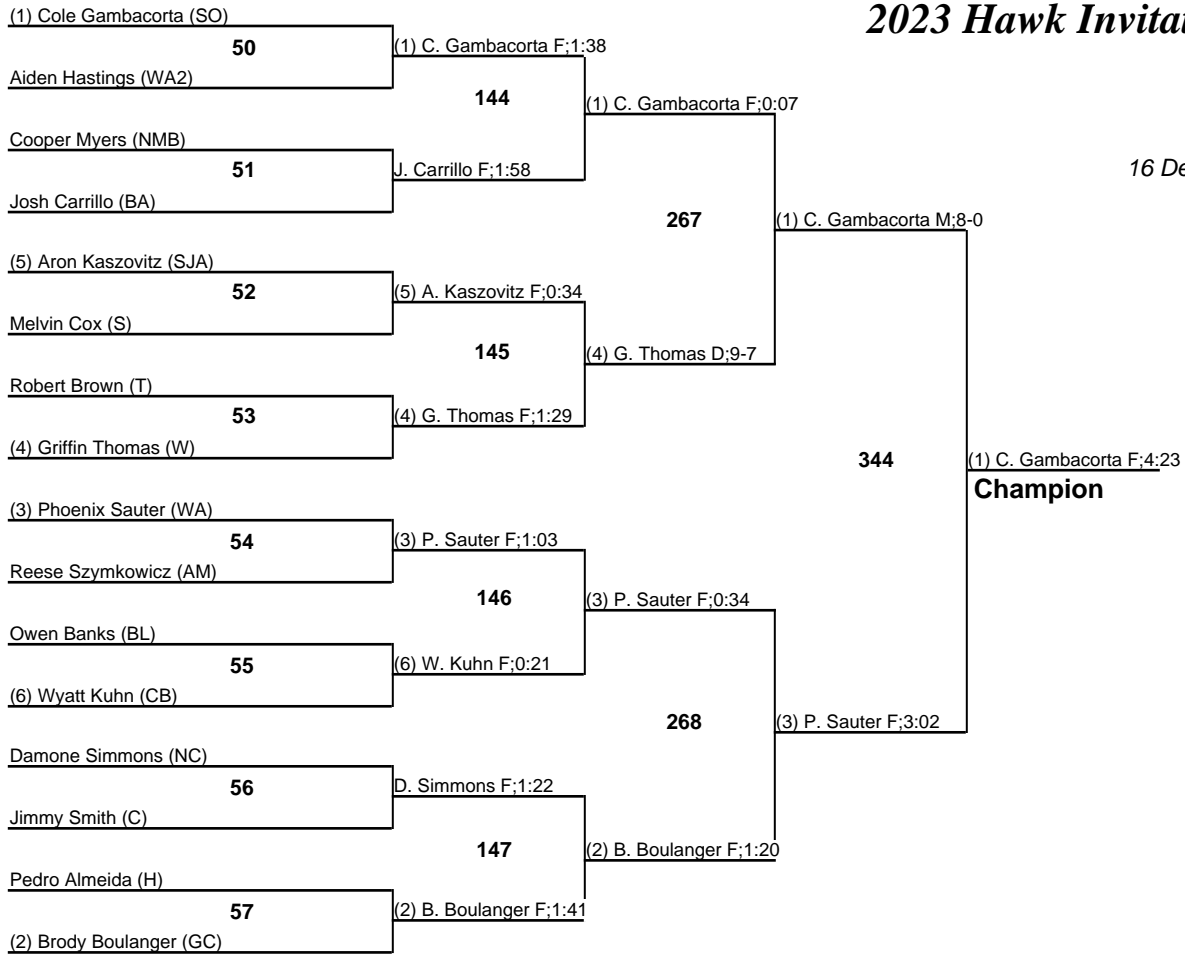 2023 Hawk Invita
16 De
(1) Cole Gambacorta (SO)
50
(1) C. Gambacorta F;1:38
Aiden Hastings (WA2)
144
(1) C. Gambacorta F;0:07
Cooper Myers (NMB)
51
J. Carrillo F;1:58
Josh Carrillo (BA)
267
(1) C. Gambacorta M;8-0
(5) Aron Kaszovitz (SJA)
52
(5) A. Kaszovitz F;0:34
Melvin Cox (S)
145
(4) G. Thomas D;9-7
Robert Brown (T)
53
(4) G. Thomas F;1:29
(4) Griffin Thomas (W)
344
(1) C. Gambacorta F;4:23
Champion
(3) Phoenix Sauter (WA)
54
(3) P. Sauter F;1:03
Reese Szymkowicz (AM)
146
(3) P. Sauter F;0:34
Owen Banks (BL)
55
(6) W. Kuhn F;0:21
(6) Wyatt Kuhn (CB)
268
(3) P. Sauter F;3:02
Damone Simmons (NC)
56
D. Simmons F;1:22
Jimmy Smith (C)
147
(2) B. Boulanger F;1:20
Pedro Almeida (H)
57
(2) B. Boulanger F;1:41
(2) Brody Boulanger (GC)